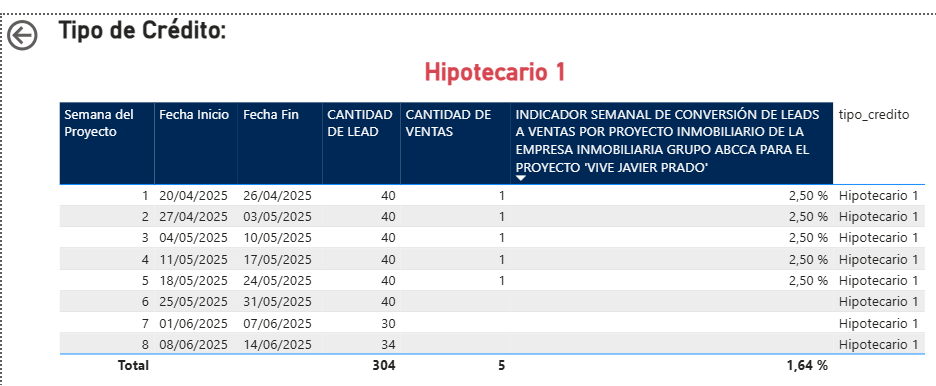 Tipo de Crédito:
Hipotecario 1
Semana del Proyecto Fecha Inicio Fecha Fin CANTIDAD DE LEAD CANTIDAD DE VENTAS INDICADOR SEMANAL DE CONVERSIÓN DE LEADS A VENTAS POR PROYECTO INMOBILIARIO DE LA EMPRESA INMOBILIARIA GRUPO ABCCA PARA EL PROYECTO 'VIVE JAVIER PRADO' tipo_credito
1 20/04/2025 26/04/2025 40 1 2,50 % Hipotecario 1
2 27/04/2025 03/05/2025 40 1 2,50 % Hipotecario 1
3 04/05/2025 10/05/2025 40 1 2,50 % Hipotecario 1
4 11/05/2025 17/05/2025 40 1 2,50 % Hipotecario 1
5 18/05/2025 24/05/2025 40 1 2,50 % Hipotecario 1
6 25/05/2025 31/05/2025 40 Hipotecario 1
7 01/06/2025 07/06/2025 30 Hipotecario 1
8 08/06/2025 14/06/2025 34 Hipotecario 1
Total 304 5 1,64 %